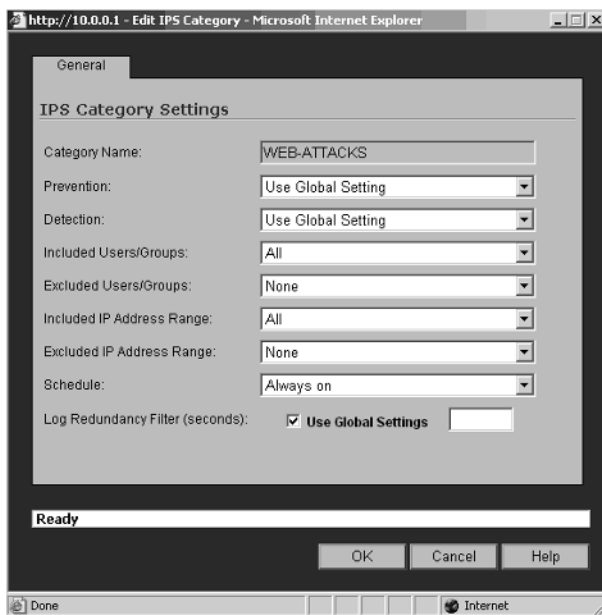 http://10.0.0.1 - Edit IPS Category - Microsoft Internet Explorer
General
IPS Category Settings
Category Name: WEB-ATTACKS
Prevention: Use Global Setting
Detection: Use Global Setting
Included Users/Groups: All
Excluded Users/Groups: None
Included IP Address Range: All
Excluded IP Address Range: None
Schedule: Always on
Log Redundancy Filter (seconds): Use Global Settings
Ready
OK Cancel Help
Done Internet